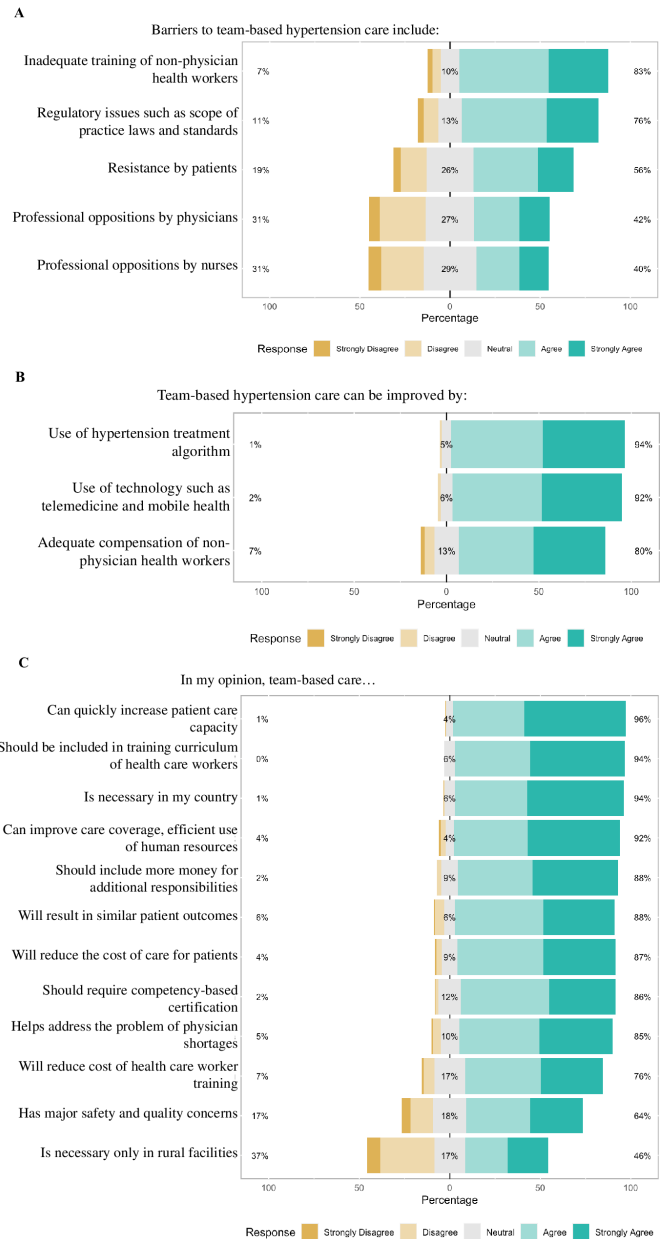 A
Barriers to team-based hypertension care include:
Inadequate training of non-physician
health workers
7% 10% 83%
Regulatory issues such as scope of
practice laws and standards
11% 13% 76%
Resistance by patients 19% 26% 56%
Professional oppositions by physicians 31% 27% 42%
Professional oppositions by nurses 31% 29% 40%
100 50 0 50 100
Percentage
Response Strongly Disagree Disagree Neutral Agree Strongly Agree
B
Team-based hypertension care can be improved by:
Use of hypertension treatment
algorithm
1% 5% 94%
Use of technology such as
telemedicine and mobile health
2% 6% 92%
Adequate compensation of non-
physician health workers
7% 13% 80%
100 50 0 50 100
Percentage
Response Strongly Disagree Disagree Neutral Agree Strongly Agree
C
In my opinion, team-based care…
Can quickly increase patient care
capacity
1% 4% 96%
Should be included in training curriculum
of health care workers
0% 6% 94%
Is necessary in my country 1% 6% 94%
Can improve care coverage, efficient use
of human resources
4% 4% 92%
Should include more money for
additional responsibilities
2% 9% 88%
Will result in similar patient outcomes 6% 6% 88%
Will reduce the cost of care for patients 4% 9% 87%
Should require competency-based
certification
2% 12% 86%
Helps address the problem of physician
shortages
5% 10% 85%
Will reduce cost of health care worker
training
7% 17% 76%
Has major safety and quality concerns 17% 18% 64%
Is necessary only in rural facilities 37% 17% 46%
100 50 0 50 100
Percentage
Response Strongly Disagree Disagree Neutral Agree Strongly Agree